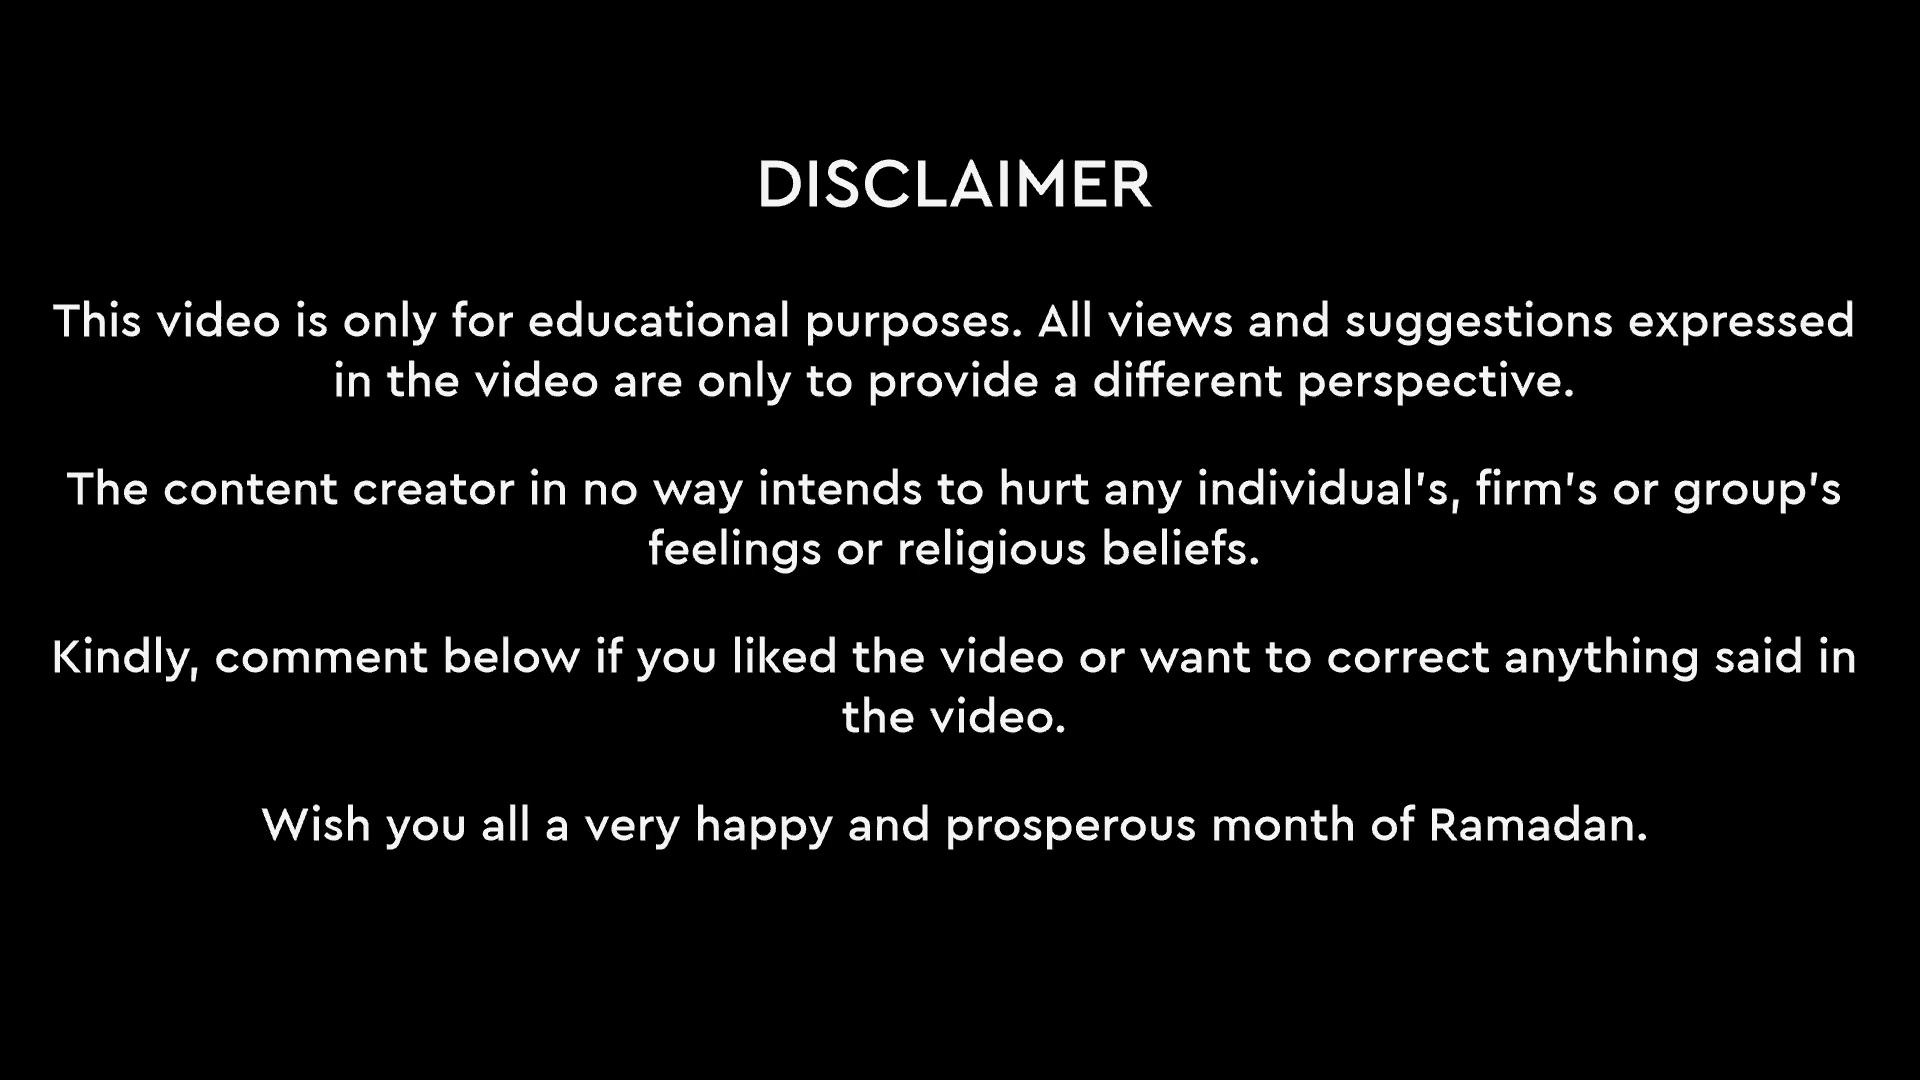 DISCLAIMER
This video is only for educational purposes. All views and suggestions expressed
in the video are only to provide a different perspective.
The content creator in no way intends to hurt any individual's, firm's or group's
feelings or religious beliefs.
Kindly, comment below if you liked the video or want to correct anything said in
the video.
Wish you all a very happy and prosperous month of Ramadan.